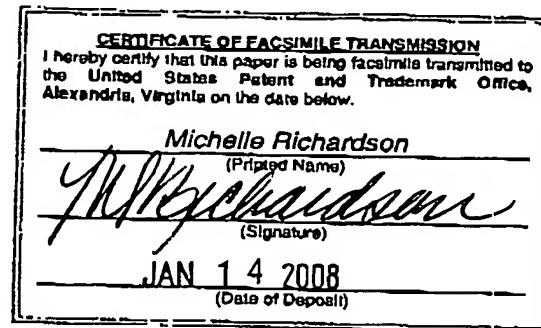 CERTIFICATE OF FACSIMILE TRANSMISSION
I hereby certify that this paper is being facsimile transmitted to
the United States Patent and Trademark Office,
Alexandria, Virginia on the date below.
Michelle Richardson
(Printed Name)
MRichardson
(Signature)
JAN 14 2008
(Date of Deposit)